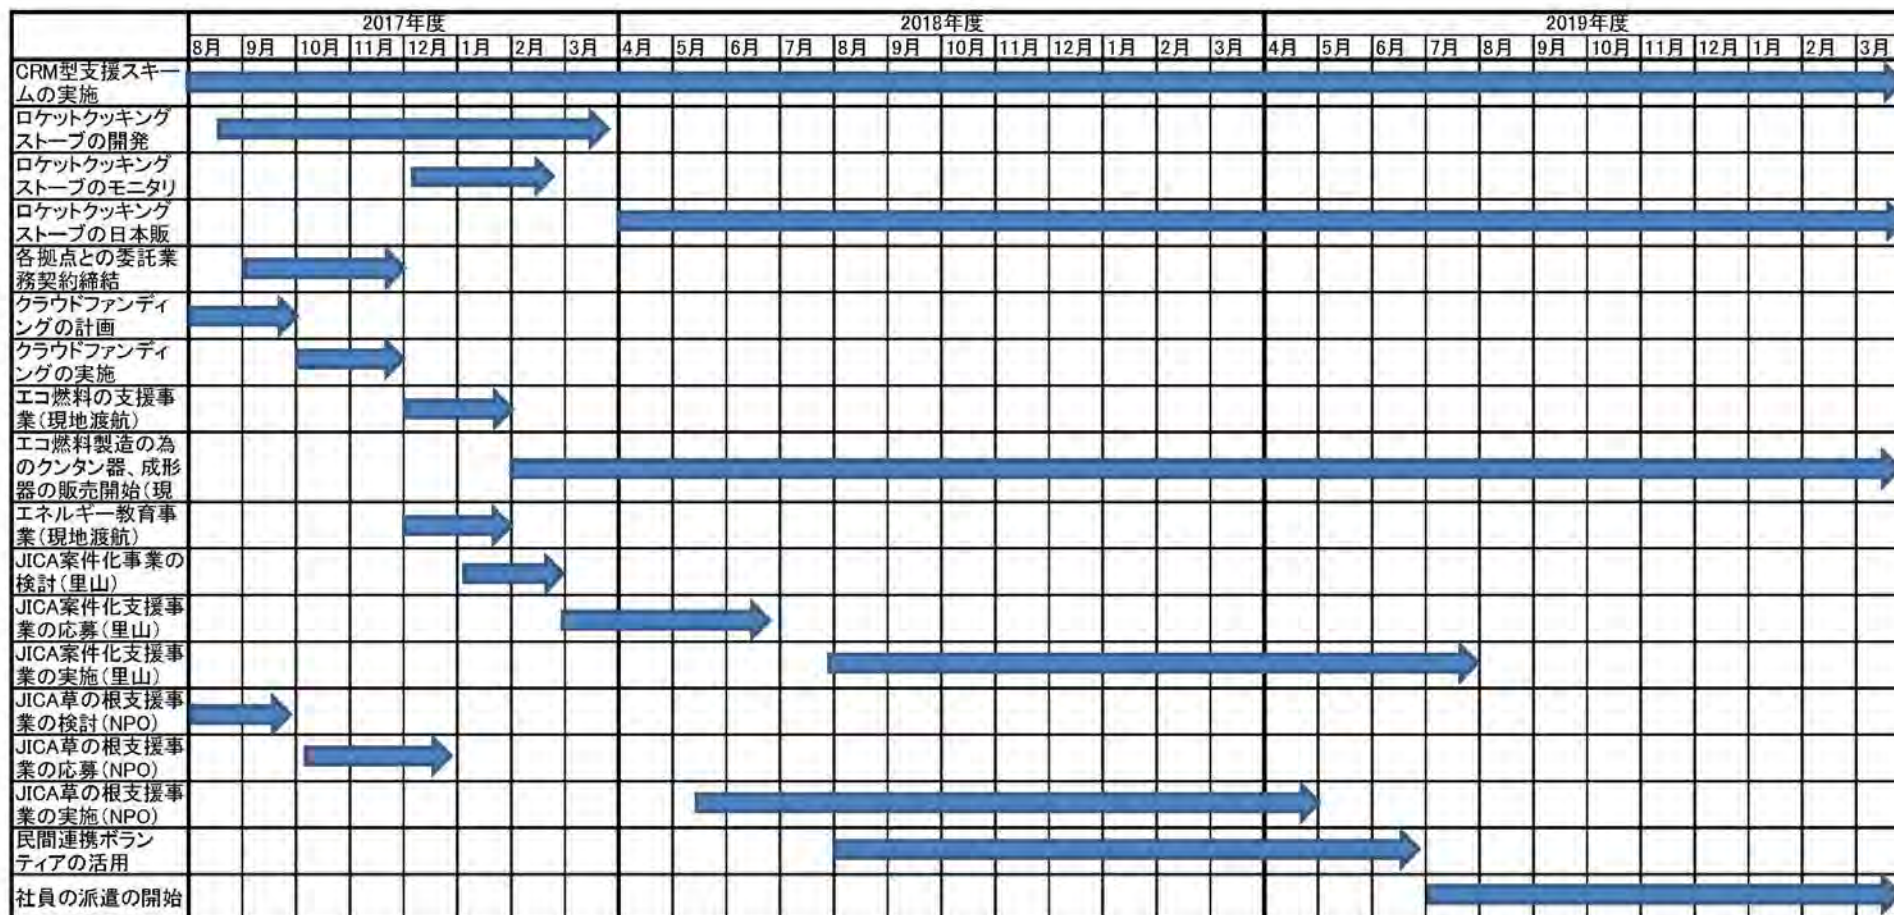 2017年度 2018年度 2019年度
8月 9月 10月 11月 12月 1月 2月 3月 4月 5月 6月 7月 8月 9月 10月 11月 12月 1月 2月 3月 4月 5月 6月 7月 8月 9月 10月 11月 12月 1月 2月 3月
CRM型支援スキー
ムの実施
ロケットクッキング
ストーブの開発
ロケットクッキング
ストーブのモニタリ
ロケットクッキング
ストーブの日本販
各拠点との委託業
務契約締結
クラウドファンディ
ングの計画
クラウドファンディ
ングの実施
エコ燃料の支援事
業(現地渡航)
エコ燃料製造の為
のクンタン器、成形
器の販売開始(現
エネルギー教育事
業(現地渡航)
JICA案件化事業の
検討(里山)
JICA案件化支援事
業の応募(里山)
JICA案件化支援事
業の実施(里山)
JICA草の根支援事
業の検討(NPO)
JICA草の根支援事
業の応募(NPO)
JICA草の根支援事
業の実施(NPO)
民間連携ボラン
ティアの活用
社員の派遣の開始